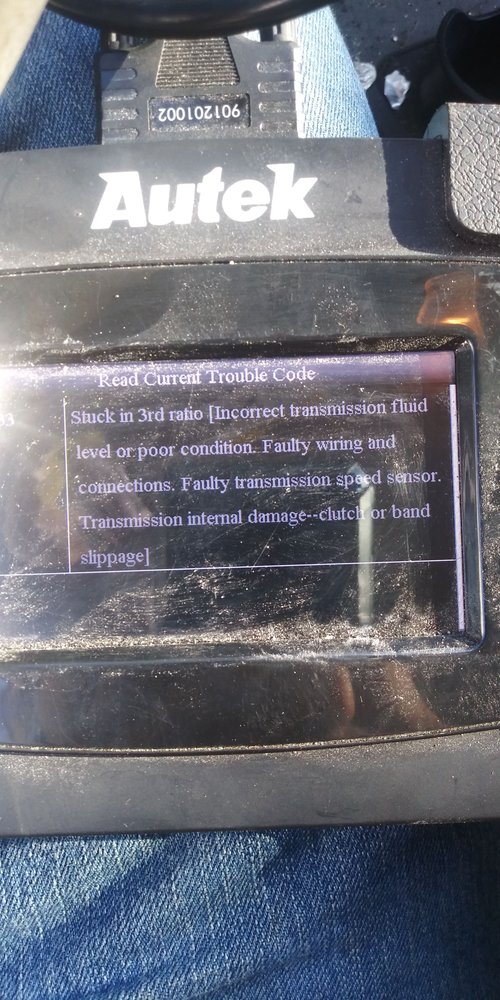 901201002
Autek
Read Current Trouble Code
33
Stuck in 3rd ratio [Incorrect transmission fluid
level or poor condition. Faulty wiring and
connections. Faulty transmission speed sensor.
Transmission internal damage--clutch or band
slippage]